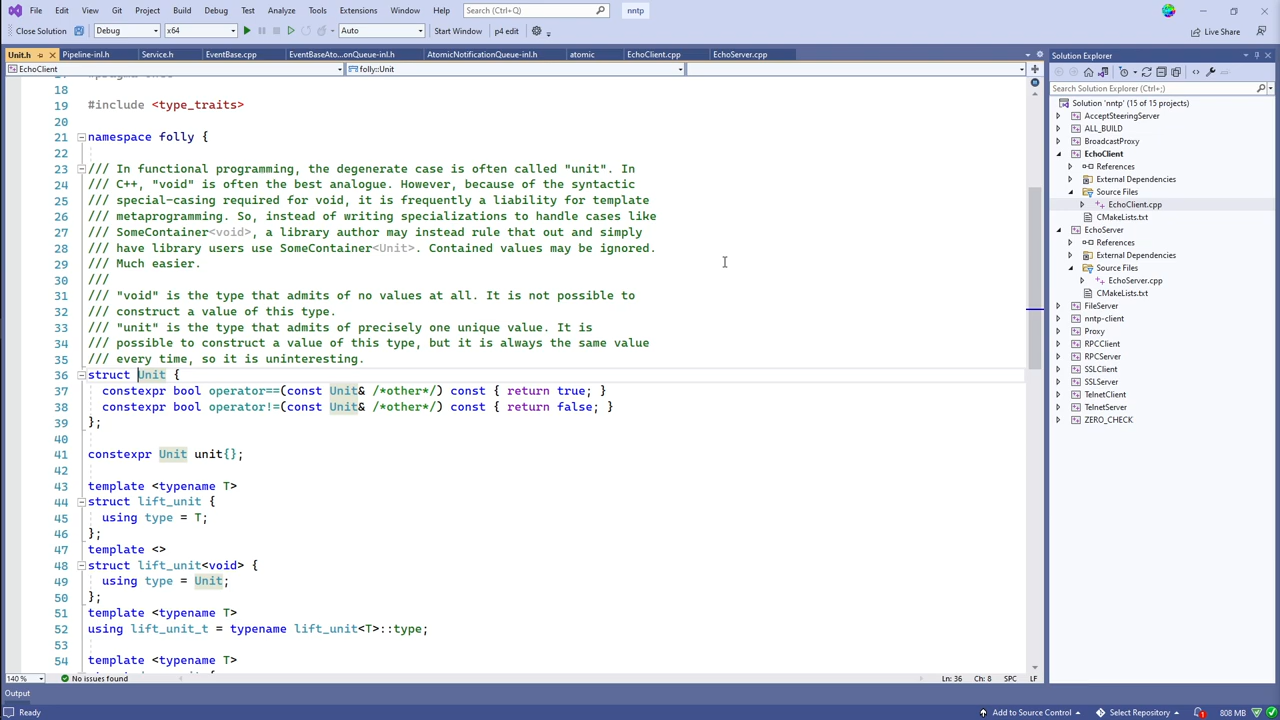 File Edit View Git Project Build Debug Test Analyze Tools Extensions Window Help Search (Ctrl+;) nntp
Close Solution Debug x64 Auto Start Window p4 edit Live Share
Unit.h Pipeline-inl.h Service.h EventBase.cpp EventBaseAto...onQueue-inl.h AtomicNotificationQueue-inl.h atomic EchoClient.cpp EchoServer.cpp
EchoClient folly::Unit
18
19 #include <type_traits>
20
21 namespace folly {
22
23 /// In functional programming, the degenerate case is often called "unit". In
24 /// C++, "void" is often the best analogue. However, because of the syntactic
25 /// special-casing required for void, it is frequently a liability for template
26 /// metaprogramming. So, instead of writing specializations to handle cases like
27 /// SomeContainer<void>, a library author may instead rule that out and simply
28 /// have library users use SomeContainer<Unit>. Contained values may be ignored.
29 /// Much easier.
30 ///
31 /// "void" is the type that admits of no values at all. It is not possible to
32 /// construct a value of this type.
33 /// "unit" is the type that admits of precisely one unique value. It is
34 /// possible to construct a value of this type, but it is always the same value
35 /// every time, so it is uninteresting.
36 struct Unit {
37 constexpr bool operator==(const Unit& /*other*/) const { return true; }
38 constexpr bool operator!=(const Unit& /*other*/) const { return false; }
39 };
40
41 constexpr Unit unit{};
42
43 template <typename T>
44 struct lift_unit {
45 using type = T;
46 };
47 template <>
48 struct lift_unit<void> {
49 using type = Unit;
50 };
51 template <typename T>
52 using lift_unit_t = typename lift_unit<T>::type;
53
54 template <typename T>
140 % No issues found Ln: 36 Ch: 8 SPC LF
Output
Ready Add to Source Control Select Repository 1 808 MB
Solution Explorer
Search Solution Explorer (Ctrl+;)
Solution 'nntp' (15 of 15 projects)
AcceptSteeringServer
ALL_BUILD
BroadcastProxy
EchoClient
References
External Dependencies
Source Files
EchoClient.cpp
CMakeLists.txt
EchoServer
References
External Dependencies
Source Files
EchoServer.cpp
CMakeLists.txt
FileServer
nntp-client
Proxy
RPCClient
RPCServer
SSLClient
SSLServer
TelnetClient
TelnetServer
ZERO_CHECK